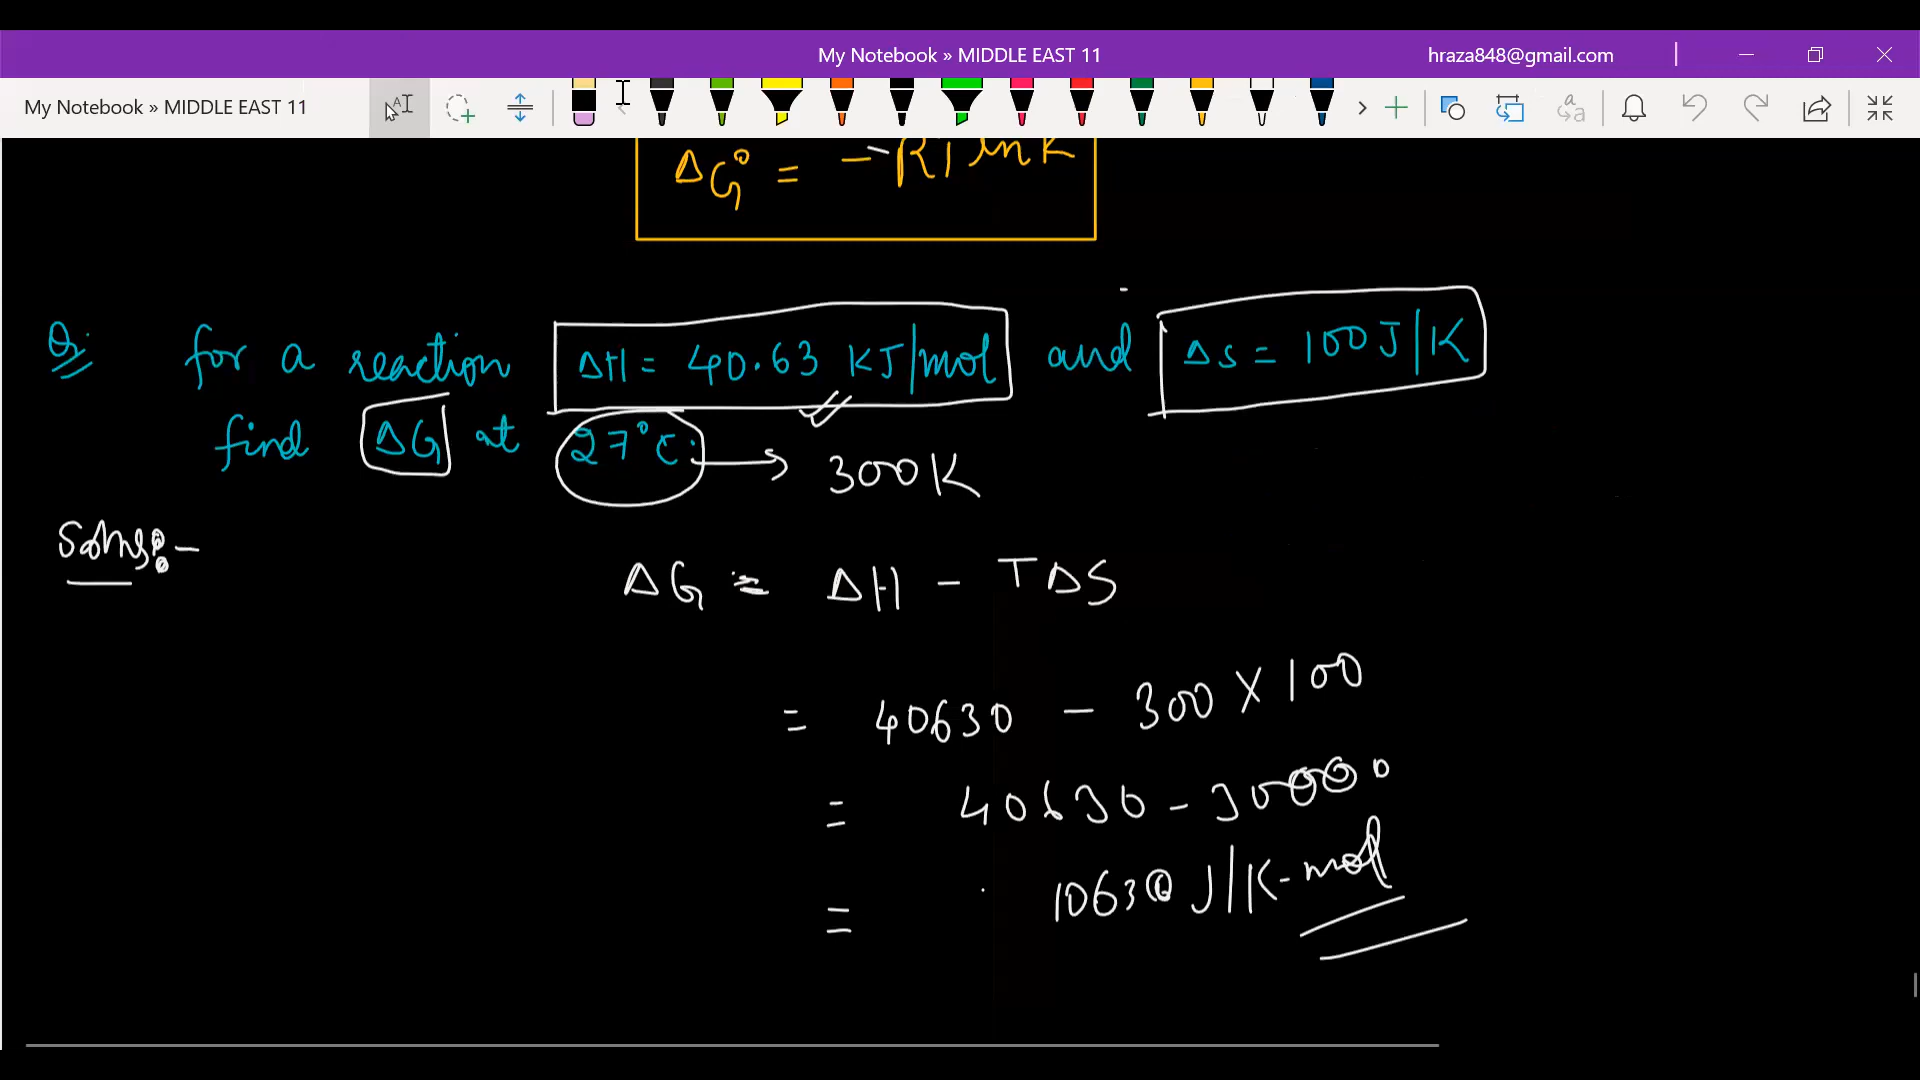 My Notebook » MIDDLE EAST 11
hraza848@gmail.com
My Notebook » MIDDLE EAST 11
ΔG° = -RT ln K
Q: for a reaction ΔH = 40.63 KJ/mol and ΔS = 100 J/K
find ΔG at 27°C. → 300K
Solns:-
ΔG = ΔH - TΔS
= 40630 - 300 X 100
= 40630 - 30000
= 10630 J/K-mol